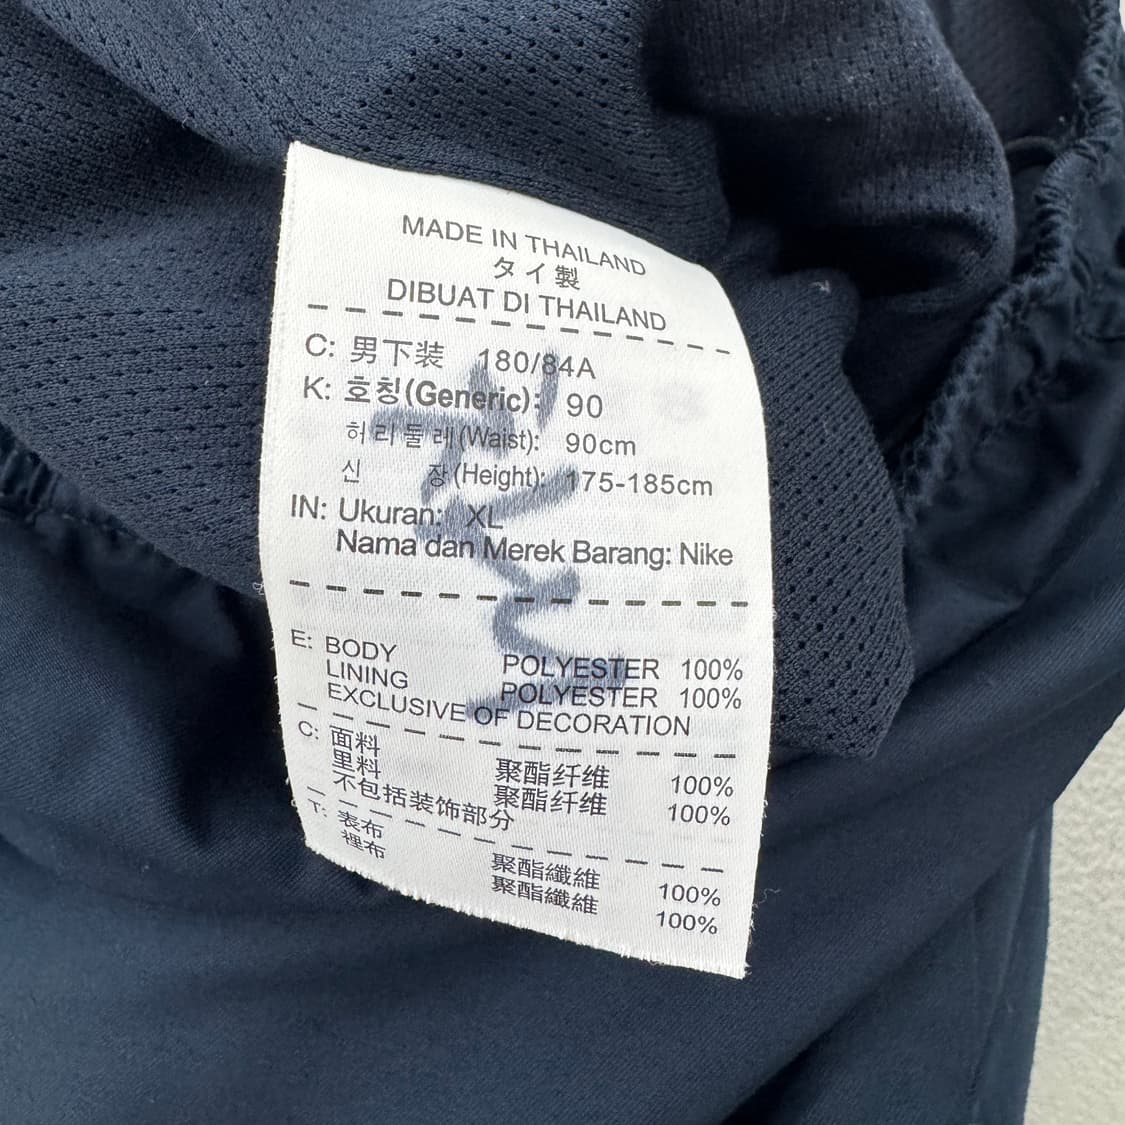 MADE IN THAILAND
タイ製
DIBUAT DI THAILAND
C: 男下装 180/84A
K: 호칭(Generic): 90
허리둘레(Waist): 90cm
신 장(Height): 175-185cm
IN: Ukuran: XL
Nama dan Merek Barang: Nike
E: BODY POLYESTER 100%
LINING POLYESTER 100%
EXCLUSIVE OF DECORATION
C: 面料 聚酯纤维 100%
里料 聚酯纤维 100%
不包括装饰部分
T: 表布 聚酯纖維 100%
裡布 聚酯纖維 100%